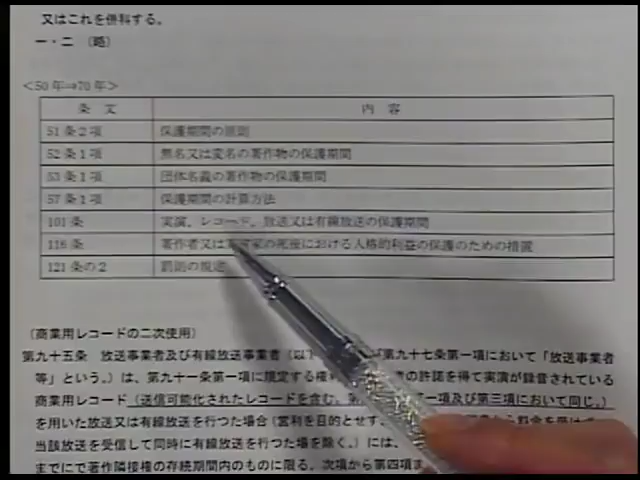 又はこれを併科する。
一・二 (略)
<50年⇒70年>
条 文 内 容
51条2項 保護期間の原則
52条1項 無名又は変名の著作物の保護期間
53条1項 団体名義の著作物の保護期間
57条1項 保護期間の計算方法
101条 実演、レコード、放送又は有線放送の保護期間
116条 著作者又は 家の死後における人格的利益の保護のための措置
121条の2 罰則の規定
(商業用レコードの二次使用)
第九十五条 放送事業者及び有線放送事業者(以下 「第九十七条第一項において「放送事業者
等」という。)は、第九十一条第一項に規定する権利 の許諾を得て実演が録音されている
商業用レコード(送信可能化されたレコードを含む。第 一項及び第三項において同じ。)
を用いた放送又は有線放送を行つた場合(営利を目的とせず、 から料金を受けて
当該放送を受信して同時に有線放送を行つた場を除く。)には、
までにで著作隣接権の存続期間内のものに限る。次項から第四項ま